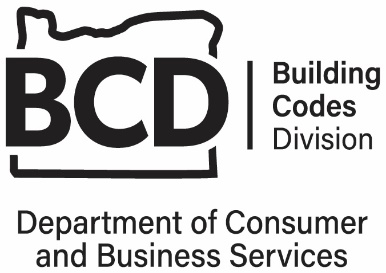 BCD
Building
Codes
Division
Department of Consumer
and Business Services